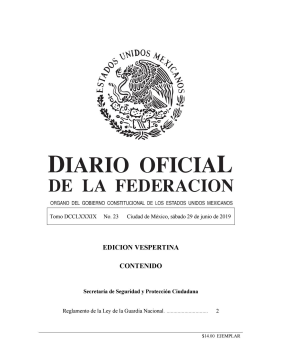 ESTADOS UNIDOS MEXICANOS
DIARIO OFICIAL
DE LA FEDERACION
ORGANO DEL GOBIERNO CONSTITUCIONAL DE LOS ESTADOS UNIDOS MEXICANOS
Tomo DCCLXXXIX No. 23 Ciudad de México, sábado 29 de junio de 2019
EDICION VESPERTINA
CONTENIDO
Secretaría de Seguridad y Protección Ciudadana
Reglamento de la Ley de la Guardia Nacional. ........................ 2
$14.00 EJEMPLAR